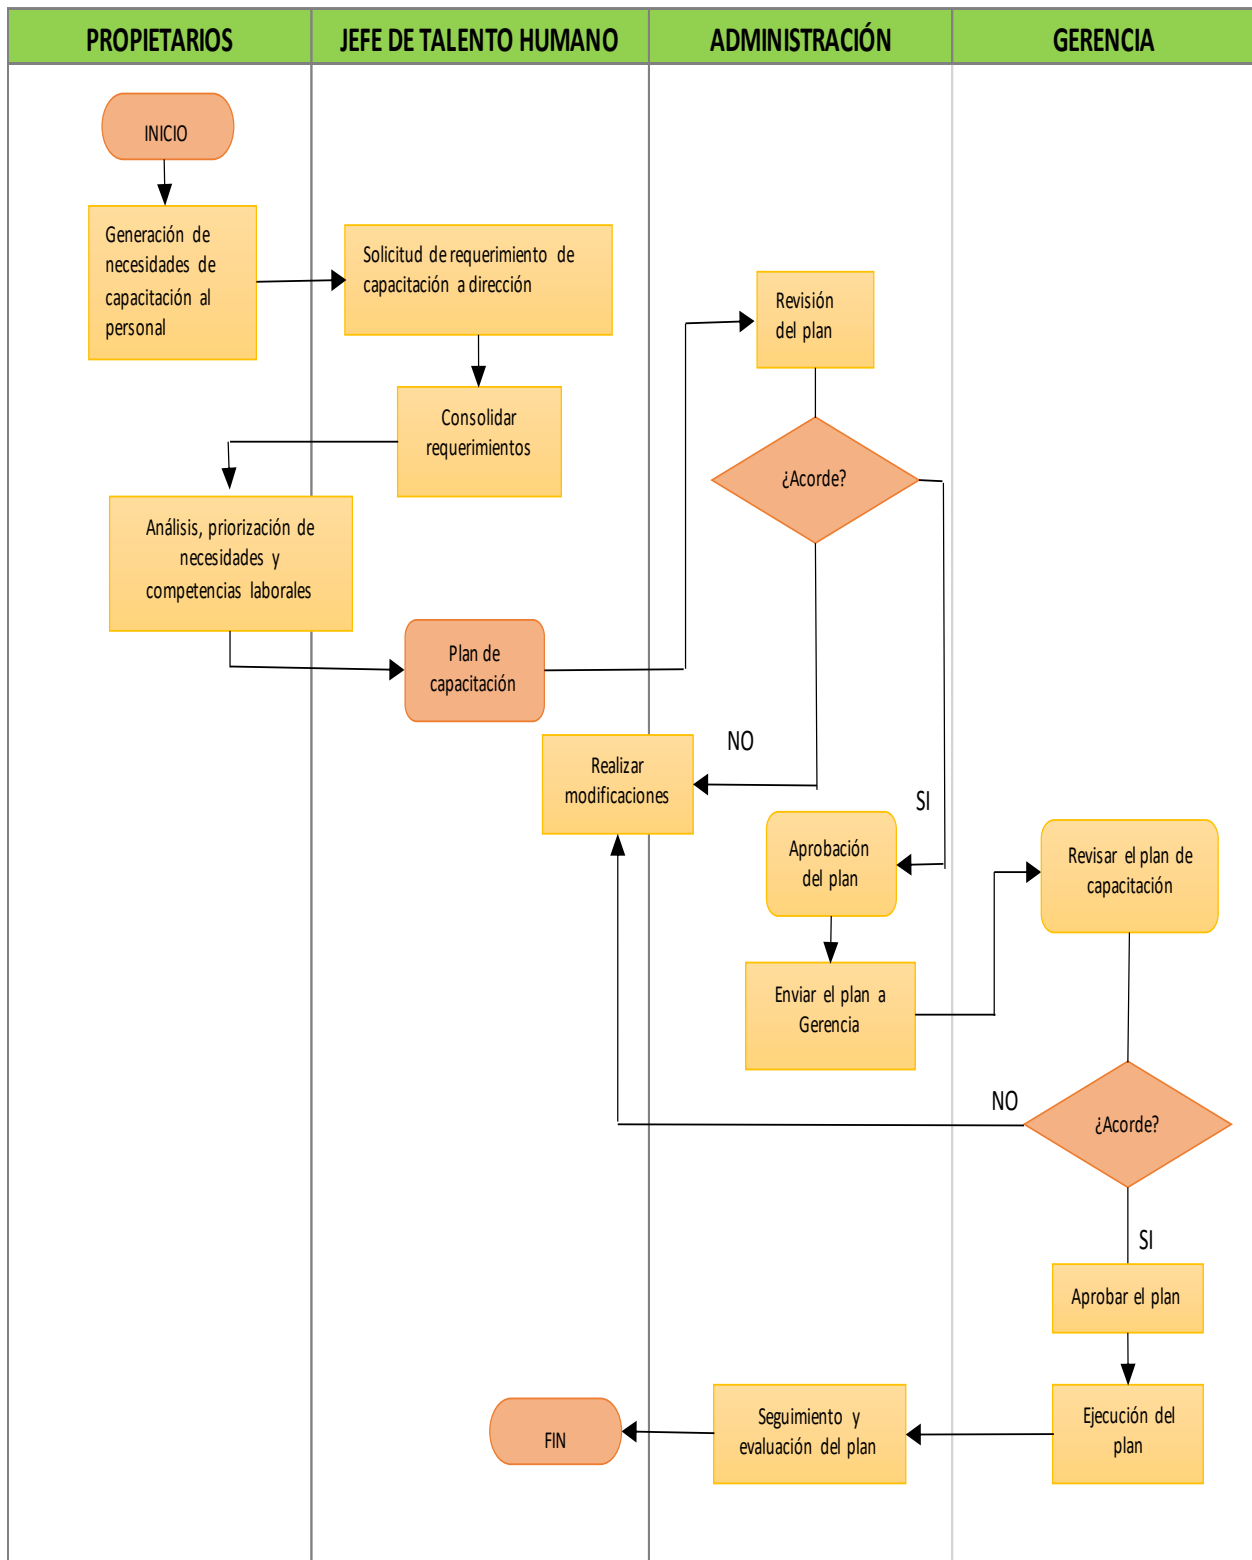 PROPIETARIOS
JEFE DE TALENTO HUMANO
ADMINISTRACIÓN
GERENCIA
INICIO
Generación de
necesidades de
capacitación al
personal
Solicitud de requerimiento de
capacitación a dirección
Consolidar
requerimientos
Análisis, priorización de
necesidades y
competencias laborales
Plan de
capacitación
Revisión
del plan
¿Acorde?
NO
Realizar
modificaciones
SI
Aprobación
del plan
Enviar el plan a
Gerencia
Revisar el plan de
capacitación
¿Acorde?
NO
SI
Aprobar el plan
Ejecución del
plan
Seguimiento y
evaluación del plan
FIN